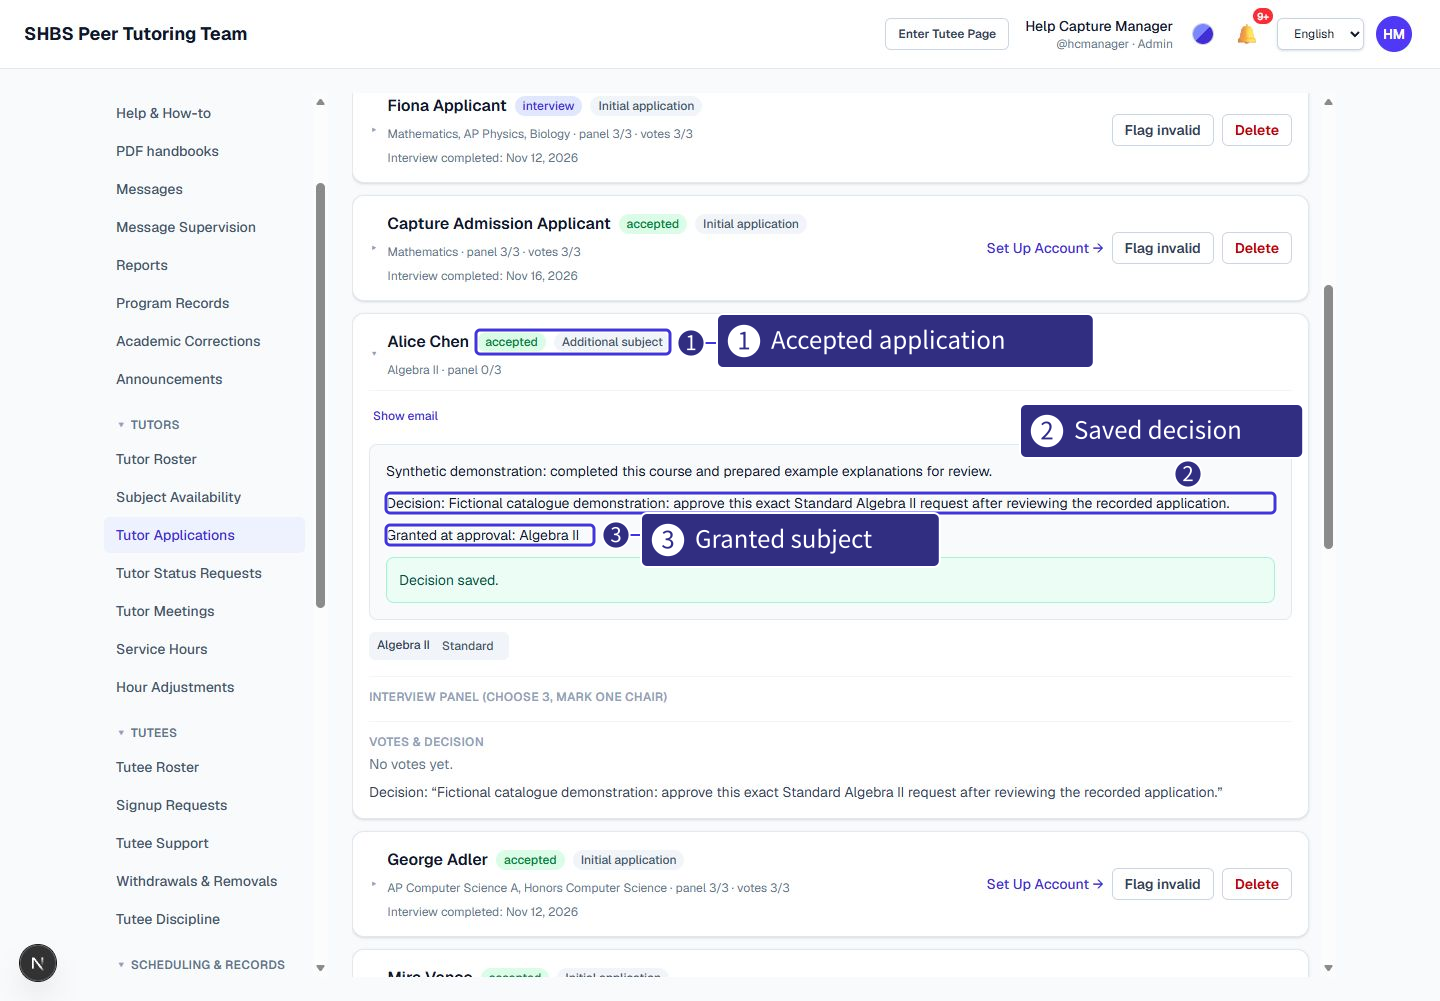 SHBS Peer Tutoring Team
Enter Tutee Page
Help Capture Manager
@hcmanager · Admin
9+
English
HM
Help & How-to
PDF handbooks
Messages
Message Supervision
Reports
Program Records
Academic Corrections
Announcements
TUTORS
Tutor Roster
Subject Availability
Tutor Applications
Tutor Status Requests
Tutor Meetings
Service Hours
Hour Adjustments
TUTEES
Tutee Roster
Signup Requests
Tutee Support
Withdrawals & Removals
Tutee Discipline
SCHEDULING & RECORDS
N
Fiona Applicant interview Initial application
Mathematics, AP Physics, Biology · panel 3/3 · votes 3/3
Interview completed: Nov 12, 2026
Flag invalid Delete
Capture Admission Applicant accepted Initial application
Mathematics · panel 3/3 · votes 3/3
Interview completed: Nov 16, 2026
Set Up Account → Flag invalid Delete
Alice Chen accepted Additional subject 1 1 Accepted application
Algebra II · panel 0/3
Show email
2 Saved decision
Synthetic demonstration: completed this course and prepared example explanations for review.
2
Decision: Fictional catalogue demonstration: approve this exact Standard Algebra II request after reviewing the recorded application.
Granted at approval: Algebra II 3 3 Granted subject
Decision saved.
Algebra II Standard
INTERVIEW PANEL (CHOOSE 3, MARK ONE CHAIR)
VOTES & DECISION
No votes yet.
Decision: “Fictional catalogue demonstration: approve this exact Standard Algebra II request after reviewing the recorded application.”
George Adler accepted Initial application
AP Computer Science A, Honors Computer Science · panel 3/3 · votes 3/3
Interview completed: Nov 12, 2026
Set Up Account → Flag invalid Delete
Mira Vance accepted Initial application